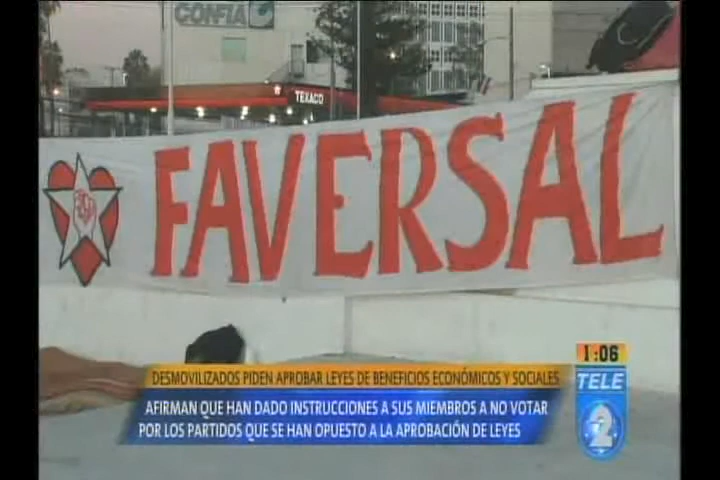 CONFIA
TEXACO
FAVERSAL
DESMOVILIZADOS PIDEN APROBAR LEYES DE BENEFICIOS ECONÓMICOS Y SOCIALES
AFIRMAN QUE HAN DADO INSTRUCCIONES A SUS MIEMBROS A NO VOTAR
POR LOS PARTIDOS QUE SE HAN OPUESTO A LA APROBACIÓN DE LEYES
1:06
TELE
2